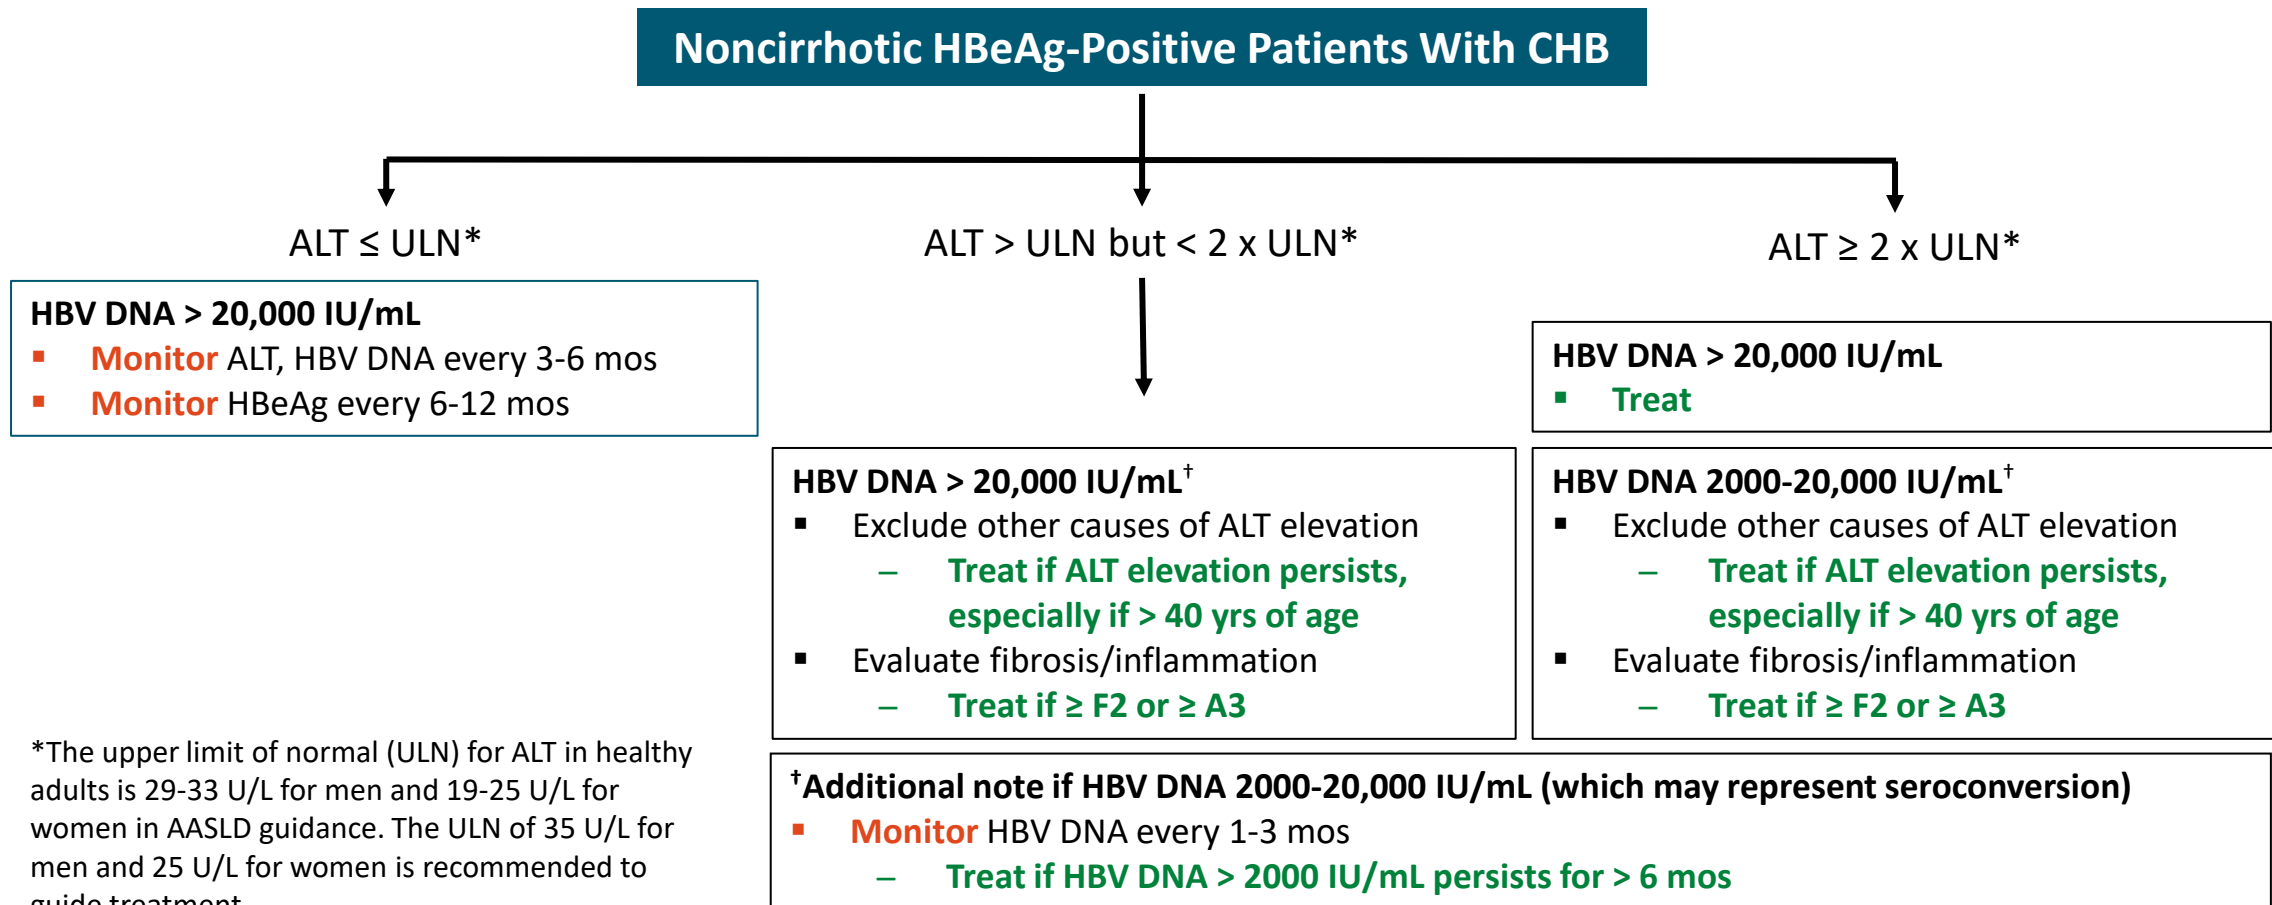 Noncirrhotic HBeAg-Positive Patients With CHB
ALT ≤ ULN*
ALT > ULN but < 2 x ULN*
ALT ≥ 2 x ULN*
HBV DNA > 20,000 IU/mL
▪ Monitor ALT, HBV DNA every 3-6 mos
▪ Monitor HBeAg every 6-12 mos
HBV DNA > 20,000 IU/mL†
▪ Exclude other causes of ALT elevation
– Treat if ALT elevation persists,
especially if > 40 yrs of age
▪ Evaluate fibrosis/inflammation
– Treat if ≥ F2 or ≥ A3
HBV DNA > 20,000 IU/mL
▪ Treat
HBV DNA 2000-20,000 IU/mL†
▪ Exclude other causes of ALT elevation
– Treat if ALT elevation persists,
especially if > 40 yrs of age
▪ Evaluate fibrosis/inflammation
– Treat if ≥ F2 or ≥ A3
†Additional note if HBV DNA 2000-20,000 IU/mL (which may represent seroconversion)
▪ Monitor HBV DNA every 1-3 mos
– Treat if HBV DNA > 2000 IU/mL persists for > 6 mos
*The upper limit of normal (ULN) for ALT in healthy
adults is 29-33 U/L for men and 19-25 U/L for
women in AASLD guidance. The ULN of 35 U/L for
men and 25 U/L for women is recommended to
guide treatment